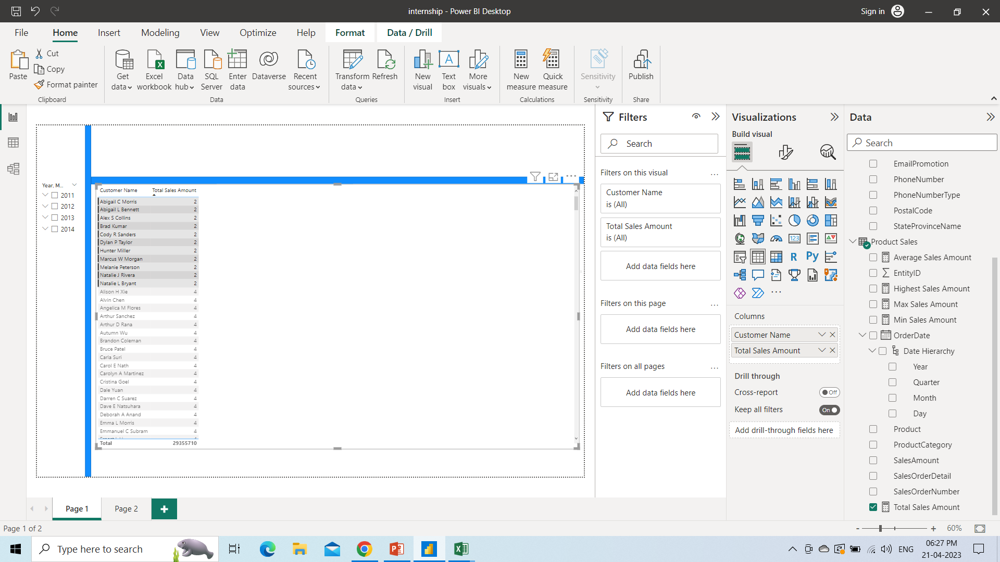 internship - Power BI Desktop
Sign in
File Home Insert Modeling View Optimize Help Format Data / Drill
Paste
Cut
Copy
Format painter
Clipboard
Get data
Excel workbook
Data hub
SQL Server
Enter data
Dataverse
Recent sources
Data
Transform data
Refresh
Queries
New visual
Text box
More visuals
Insert
New measure
Quick measure
Calculations
Sensitivity
Sensitivity
Publish
Share
Year, M...
2011
2012
2013
2014
Customer Name Total Sales Amount
Abigail C Morris 2
Abigail L Bennett 2
Alex S Collins 2
Brad Kumar 2
Cody R Sanders 2
Dylan P Taylor 2
Hunter Miller 2
Marcus W Morgan 2
Melanie Peterson 2
Natalie J Rivera 2
Natalie L Bryant 2
Alison H Xie 4
Alvin Chen 4
Angelica M Flores 4
Arthur Sanchez 4
Arthur D Rana 4
Autumn Wu 4
Brandon Coleman 4
Bruce Patel 4
Carla Suri 4
Carol E Nath 4
Carolyn A Martinez 4
Cristina Goel 4
Dale Yuan 4
Darren C Suarez 4
Dave E Natsuhara 4
Deborah A Anand 4
Emma L Morris 4
Emmanuel C Subram 4
Total 29355710
Filters
Search
Filters on this visual ...
Customer Name
is (All)
Total Sales Amount
is (All)
Add data fields here
Filters on this page ...
Add data fields here
Filters on all pages ...
Add data fields here
Visualizations
Build visual
123
R Py
...
Columns
Customer Name
Total Sales Amount
Drill through
Cross-report Off
Keep all filters On
Add drill-through fields here
Data
Search
EmailPromotion
PhoneNumber
PhoneNumberType
PostalCode
StateProvinceName
Product Sales
Average Sales Amount
EntityID
Highest Sales Amount
Max Sales Amount
Min Sales Amount
OrderDate
Date Hierarchy
Year
Quarter
Month
Day
Product
ProductCategory
SalesAmount
SalesOrderDetail
SalesOrderNumber
Total Sales Amount
Page 1 Page 2 +
Page 1 of 2
- + 60%
Type here to search
ENG
06:27 PM
21-04-2023